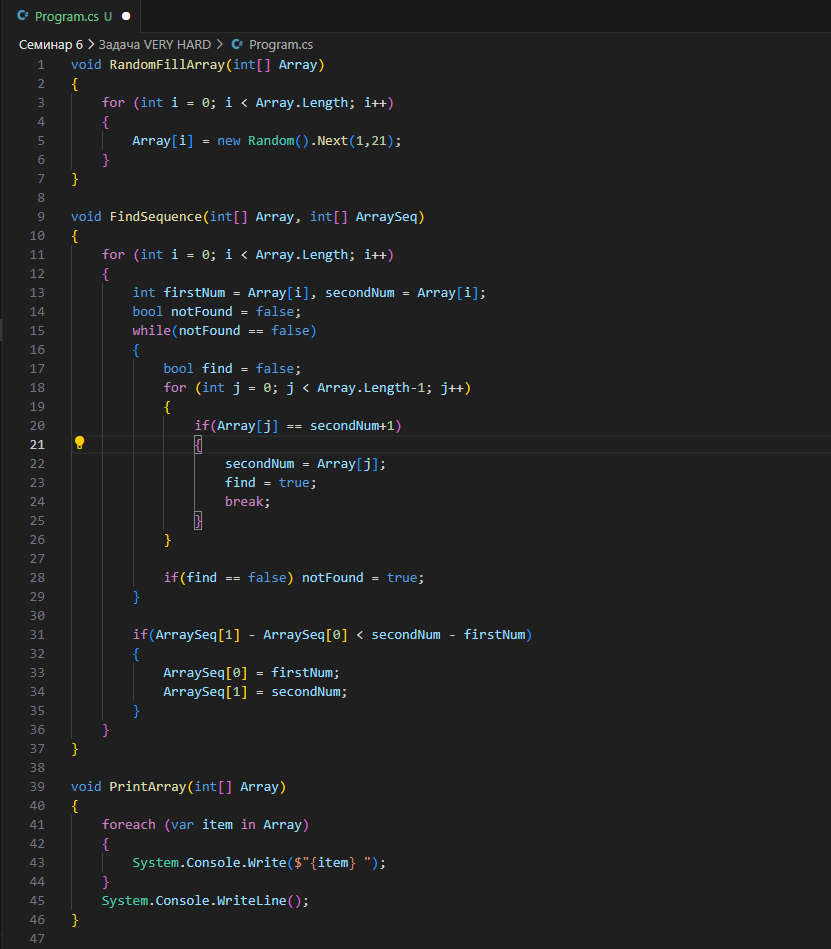 Program.cs U
Семинар 6 > Задача VERY HARD > Program.cs
1 void RandomFillArray(int[] Array)
2 {
3 for (int i = 0; i < Array.Length; i++)
4 {
5 Array[i] = new Random().Next(1,21);
6 }
7 }
8
9 void FindSequence(int[] Array, int[] ArraySeq)
10 {
11 for (int i = 0; i < Array.Length; i++)
12 {
13 int firstNum = Array[i], secondNum = Array[i];
14 bool notFound = false;
15 while(notFound == false)
16 {
17 bool find = false;
18 for (int j = 0; j < Array.Length-1; j++)
19 {
20 if(Array[j] == secondNum+1)
21 {
22 secondNum = Array[j];
23 find = true;
24 break;
25 }
26 }
27
28 if(find == false) notFound = true;
29 }
30
31 if(ArraySeq[1] - ArraySeq[0] < secondNum - firstNum)
32 {
33 ArraySeq[0] = firstNum;
34 ArraySeq[1] = secondNum;
35 }
36 }
37 }
38
39 void PrintArray(int[] Array)
40 {
41 foreach (var item in Array)
42 {
43 System.Console.Write($"{item} ");
44 }
45 System.Console.WriteLine();
46 }
47